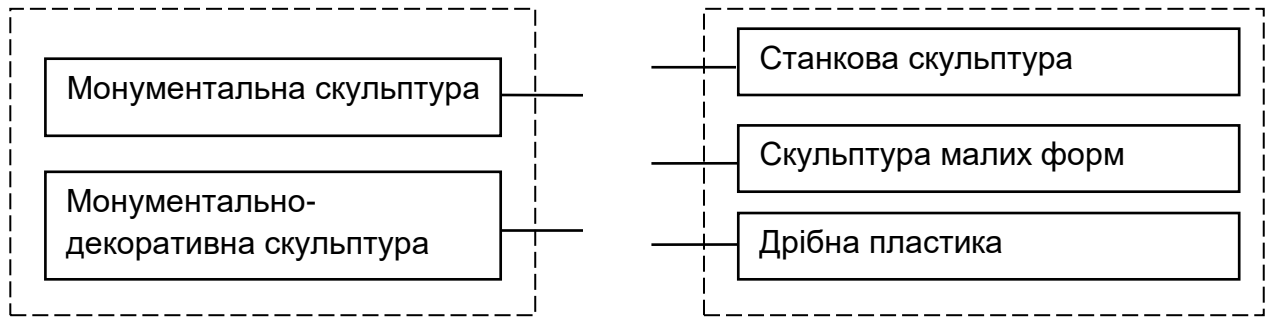 Монументальна скульптура
Монументально-
декоративна скульптура
Станкова скульптура
Скульптура малих форм
Дрібна пластика